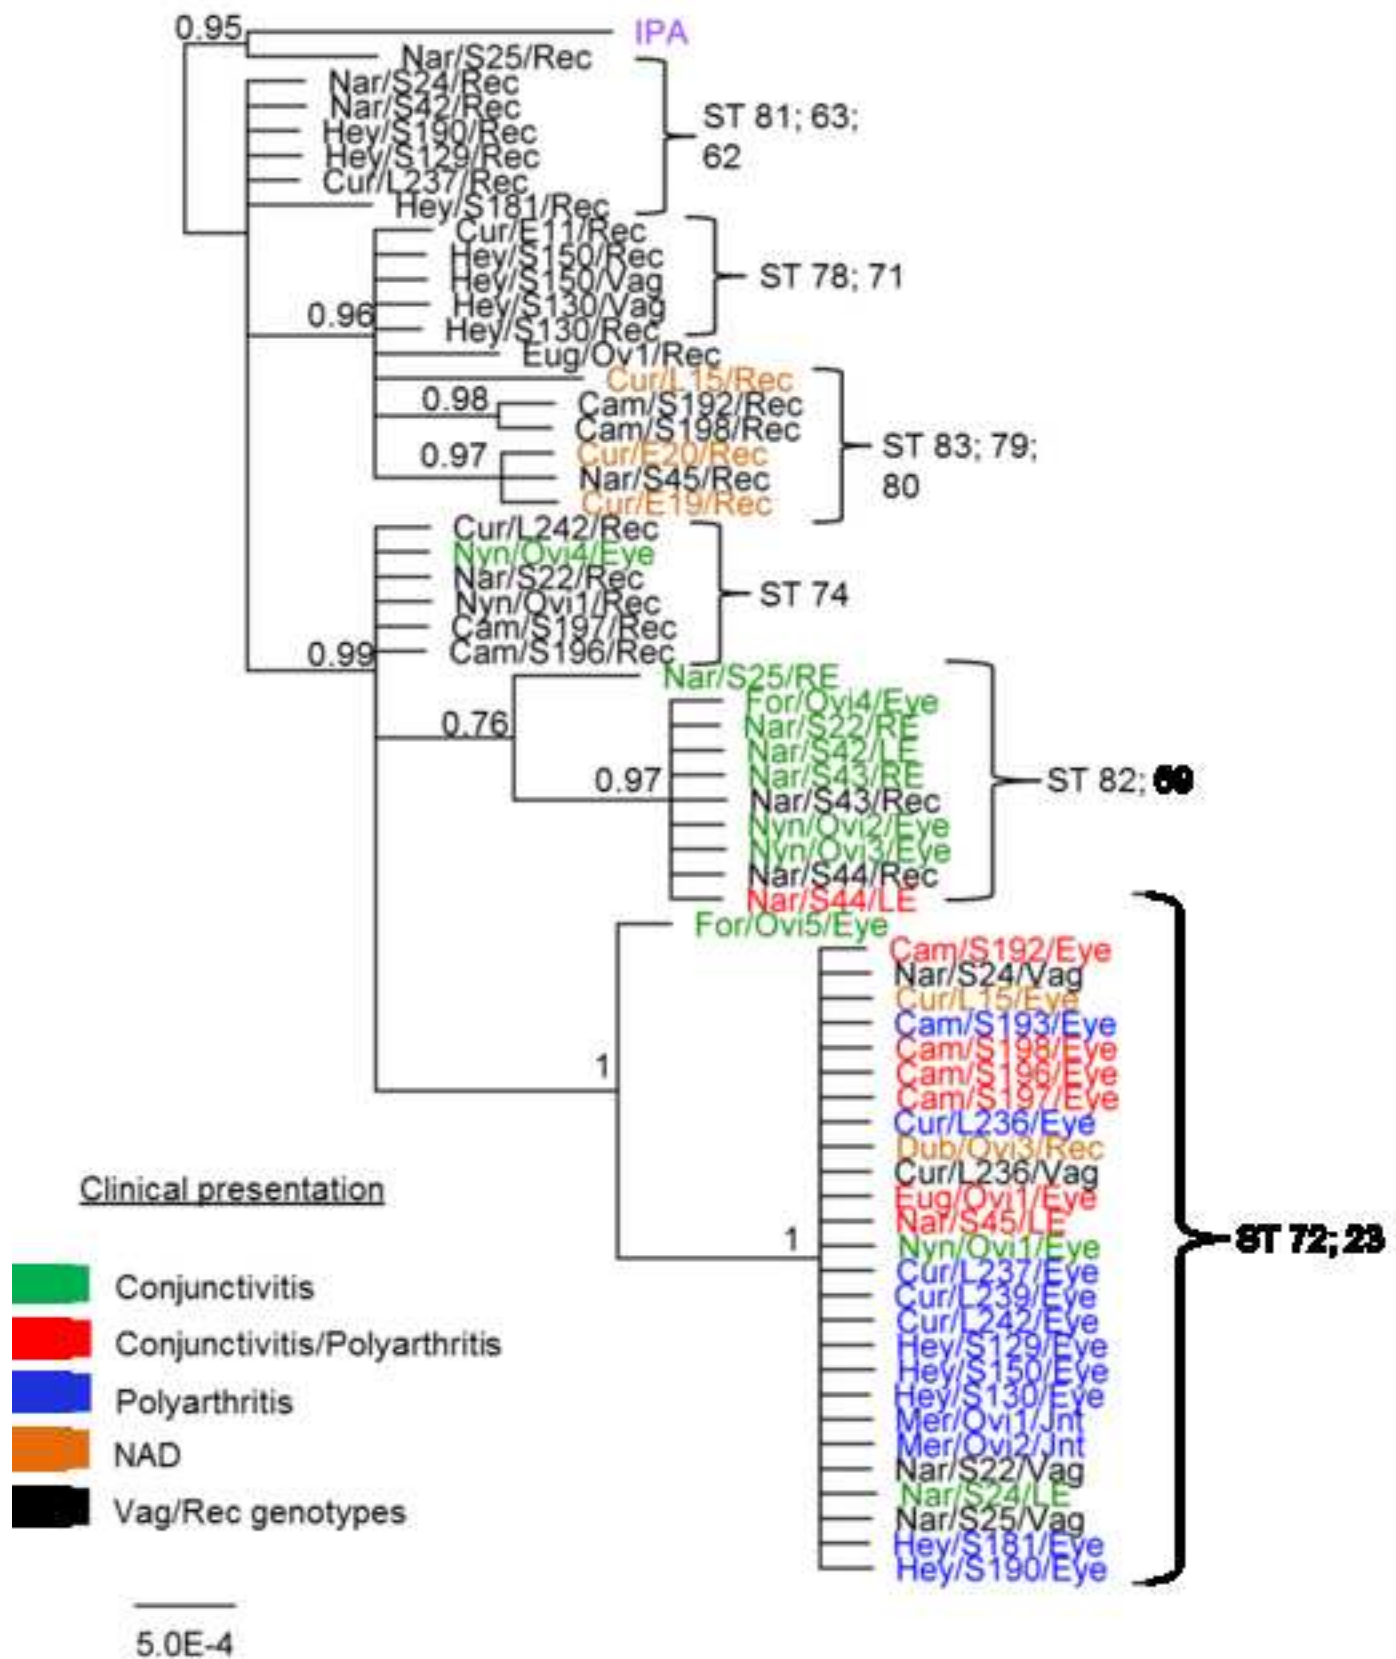 0.95
IPA
Nar/S25/Rec
Nar/S24/Rec
Nar/S42/Rec
Hey/S190/Rec
Hey/S129/Rec
Cur/L237/Rec
Hey/S181/Rec
ST 81; 63;
62
Cur/E11/Rec
Hey/S150/Rec
Hey/S150/Vag
Hey/S130/Vag
Hey/S130/Rec
ST 78; 71
0.96
Eug/Ov1/Rec
Cur/L15/Rec
0.98
Cam/S192/Rec
Cam/S198/Rec
0.97
Cur/E20/Rec
Nar/S45/Rec
Cur/E19/Rec
ST 83; 79;
80
Cur/L242/Rec
Nyn/Ovi4/Eye
Nar/S22/Rec
Nyn/Ovi1/Rec
Cam/S197/Rec
Cam/S196/Rec
ST 74
0.99
Nar/S25/RE
0.76
For/Ovi4/Eye
Nar/S22/RE
Nar/S42/LE
Nar/S43/RE
0.97
Nar/S43/Rec
Nyn/Ovi2/Eye
Nyn/Ovi3/Eye
Nar/S44/Rec
Nar/S44/LE
ST 82;
For/Ovi5/Eye
1
Cam/S192/Eye
Nar/S24/Vag
Cur/L15/Eye
Cam/S193/Eye
Cam/S198/Eye
Cam/S196/Eye
Cam/S197/Eye
Cur/L236/Eye
Dub/Ovi3/Rec
Cur/L236/Vag
Eug/Ovi1/Eye
Nar/S45/LE
1
Nyn/Ovi1/Eye
Cur/L237/Eye
Cur/L239/Eye
Cur/L242/Eye
Hey/S129/Eye
Hey/S150/Eye
Hey/S130/Eye
Mer/Ovi1/Jnt
Mer/Ovi2/Jnt
Nar/S22/Vag
Nar/S24/LE
Nar/S25/Vag
Hey/S181/Eye
Hey/S190/Eye
ST 72; 23
Clinical presentation
Conjunctivitis
Conjunctivitis/Polyarthritis
Polyarthritis
NAD
Vag/Rec genotypes
5.0E-4